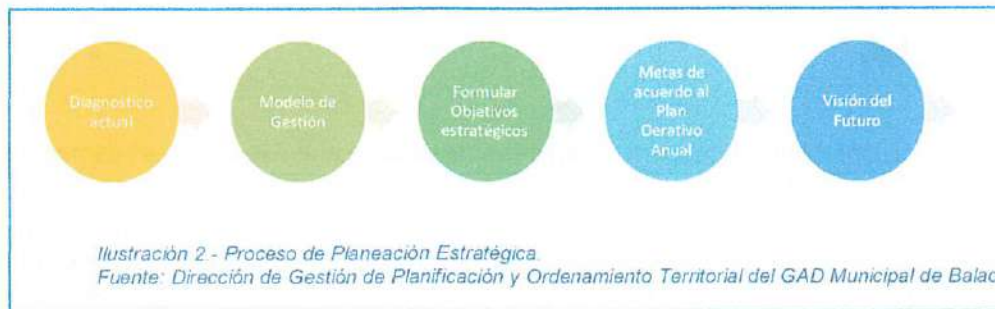 Diagnostico
actual
Modelo de
Gestión
Formular
Objetivos
estratégicos
Metas de
acuerdo al
Plan
Oerativo
Anual
Visión del
Futuro
Ilustración 2.- Proceso de Planeación Estratégica.
Fuente: Dirección de Gestión de Planificación y Ordenamiento Territorial del GAD Municipal de